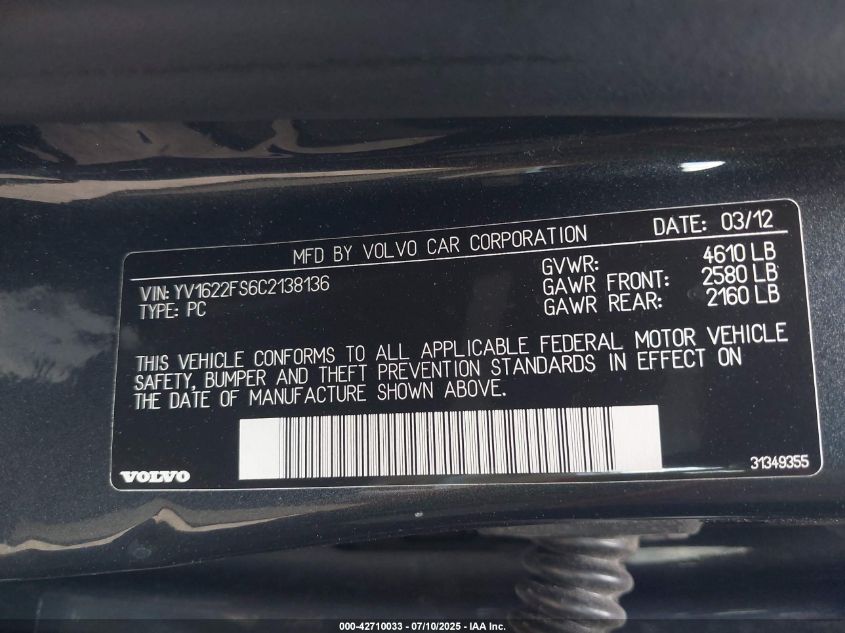 MFD BY VOLVO CAR CORPORATION DATE: 03/12
VIN: YV1622FS6C2138136
TYPE: PC
GVWR: 4610 LB
GAWR FRONT: 2580 LB
GAWR REAR: 2160 LB
THIS VEHICLE CONFORMS TO ALL APPLICABLE FEDERAL MOTOR VEHICLE
SAFETY, BUMPER AND THEFT PREVENTION STANDARDS IN EFFECT ON
THE DATE OF MANUFACTURE SHOWN ABOVE.
VOLVO
31349355
000-42710033 - 07/10/2025 - IAA Inc.